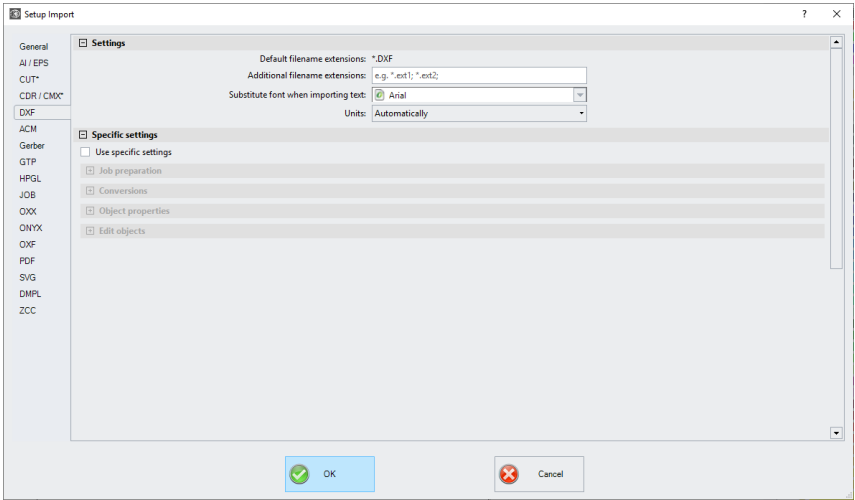 Setup Import
?
General
AI / EPS
CUT*
CDR / CMX*
DXF
ACM
Gerber
GTP
HPGL
JOB
OXX
ONYX
OXF
PDF
SVG
DMPL
ZCC
Settings
Default filename extensions: *.DXF
Additional filename extensions: e.g. *.ext1; *.ext2;
Substitute font when importing text: Arial
Units: Automatically
Specific settings
Use specific settings
Job preparation
Conversions
Object properties
Edit objects
OK
Cancel